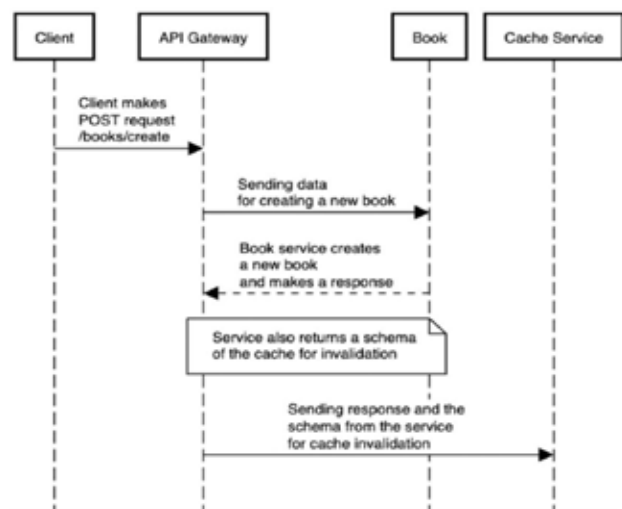 Client
API Gateway
Book
Cache Service
Client makes
POST request
/books/create
Sending data
for creating a new book
Book service creates
a new book
and makes a response
Service also returns a schema
of the cache for invalidation
Sending response and the
schema from the service
for cache invalidation